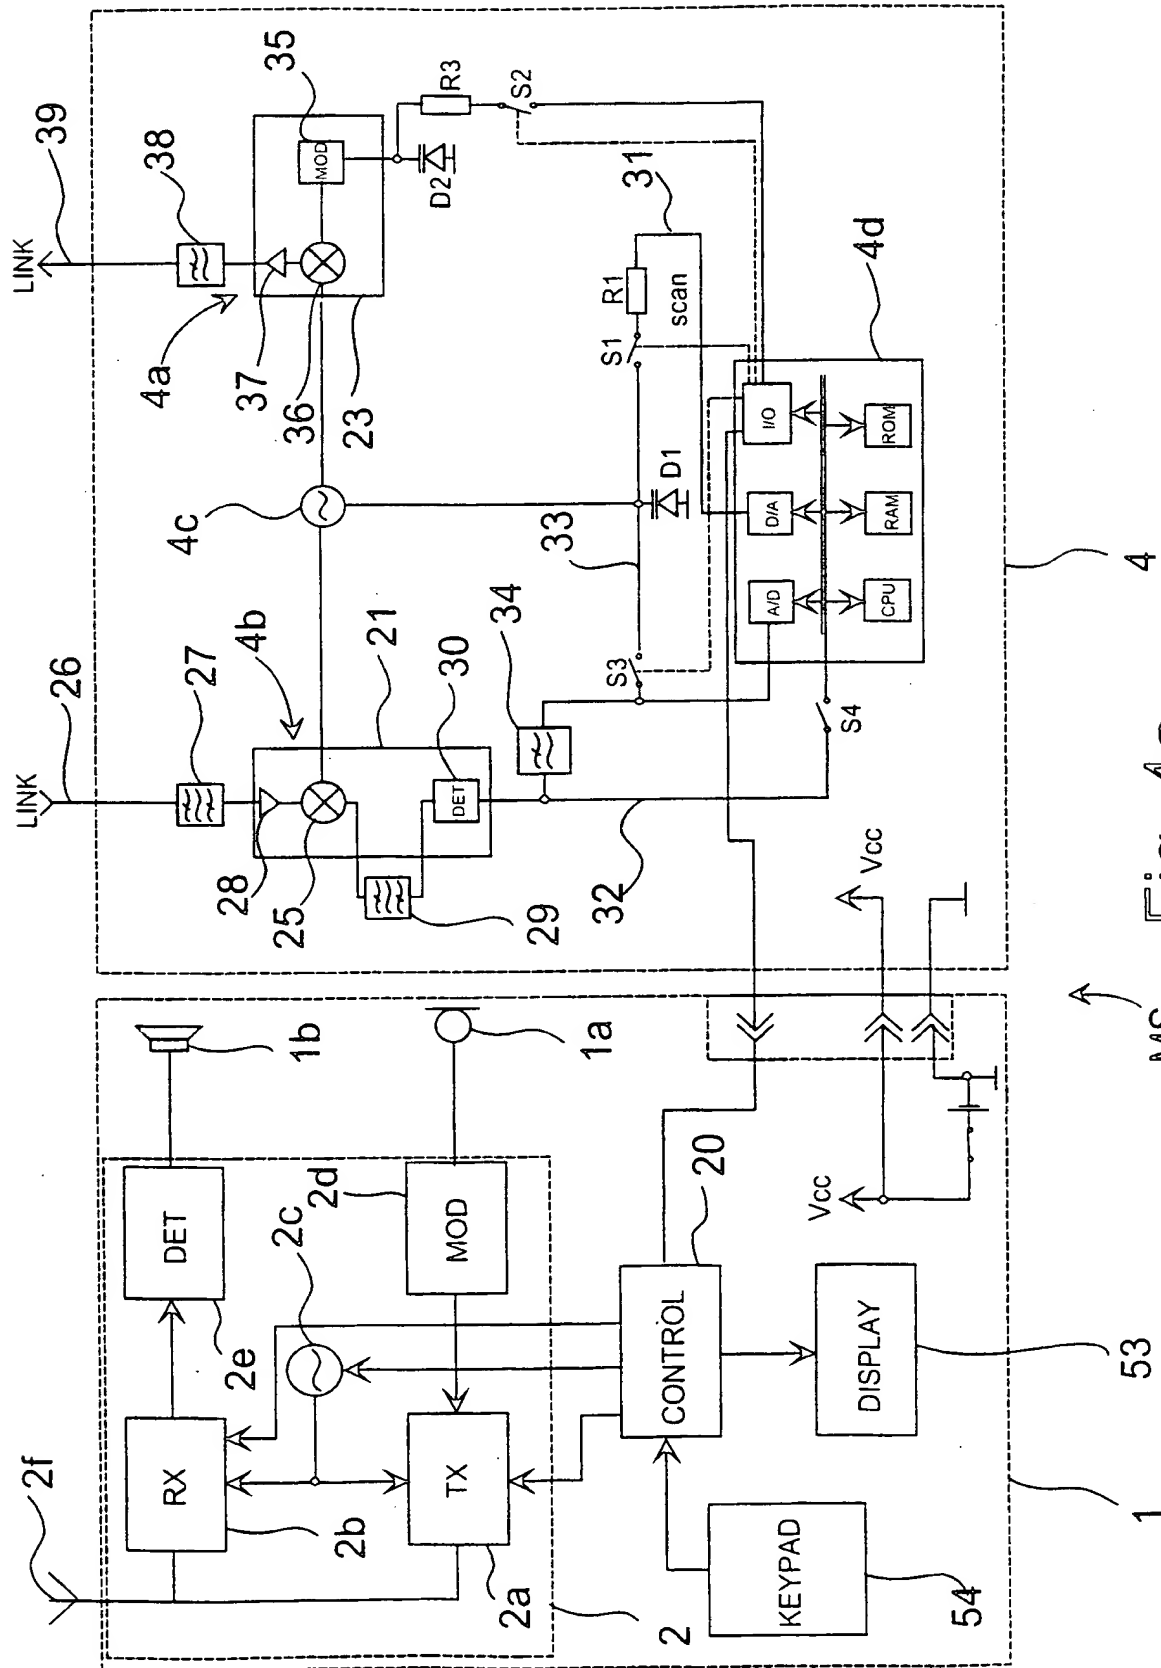 2f
RX
2b
2e
DET
1b
2c
2d
MOD
1a
TX
2a
2
20
CONTROL
KEYPAD
54
DISPLAY
53
1
Vcc
Vcc
LINK
26
27
28
25
29
4b
21
30
DET
34
32
33
4c
S3
S4
LINK
39
38
4a
37
36
23
35
MOD
D2
R3
S2
31
R1
scan
S1
D1
4d
A/D
D/A
I/O
CPU
RAM
ROM
4